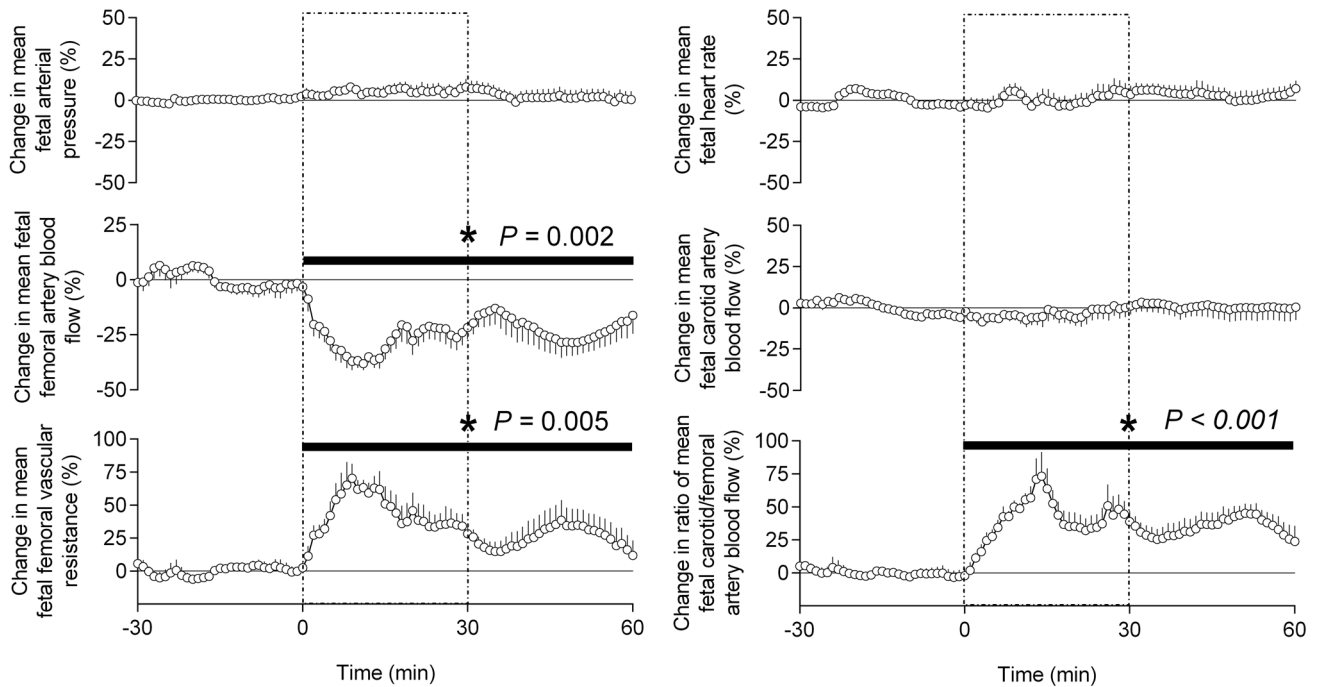 Change in mean
fetal arterial
pressure (%)
50
25
0
-25
-50
Change in mean
fetal heart rate
(%)
50
25
0
-25
-50
Change in mean fetal
femoral artery blood
flow (%)
25
0
-25
-50
* P = 0.002
Change in mean
fetal carotid artery
blood flow (%)
50
25
0
-25
-50
Change in mean
fetal femoral vascular
resistance (%)
100
75
50
25
0
* P = 0.005
-30 0 30 60
Time (min)
Change in ratio of mean
fetal carotid/femoral
artery blood flow (%)
100
75
50
25
0
* P < 0.001
-30 0 30 60
Time (min)